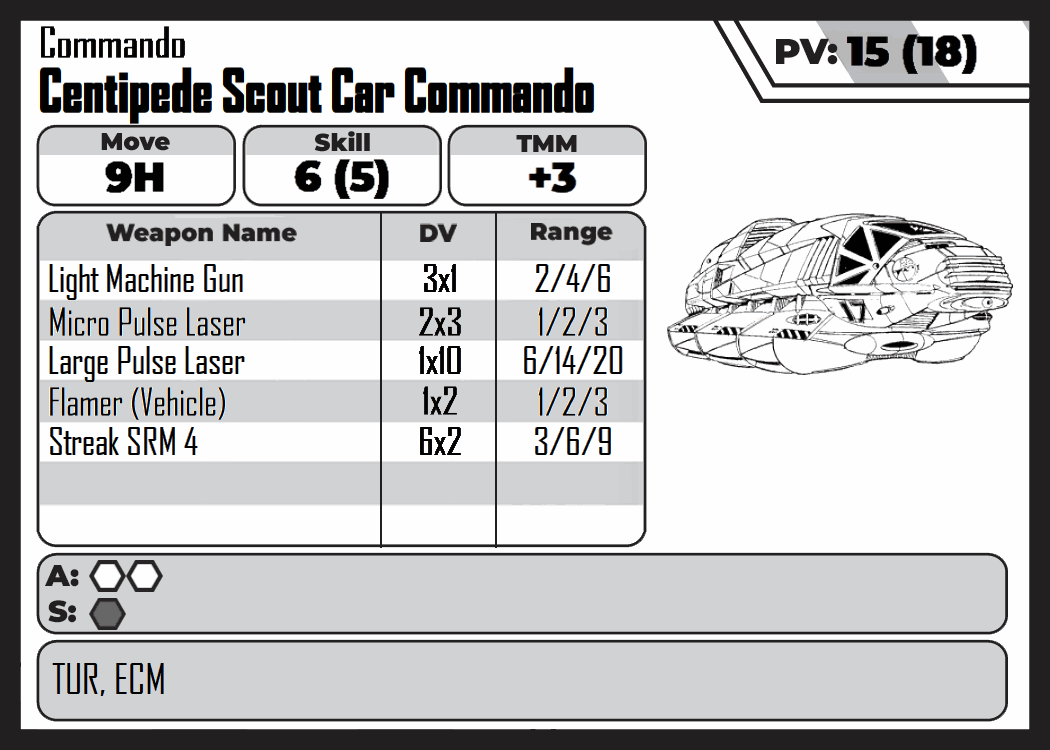 Commando
PV: 15 (18)
Centipede Scout Car Commando
Move Skill TMM
9H 6 (5) +3
Weapon Name DV Range
Light Machine Gun 3x1 2/4/6
Micro Pulse Laser 2x3 1/2/3
Large Pulse Laser 1x10 6/14/20
Flamer (Vehicle) 1x2 1/2/3
Streak SRM 4 6x2 3/6/9
A:
S:
TUR, ECM